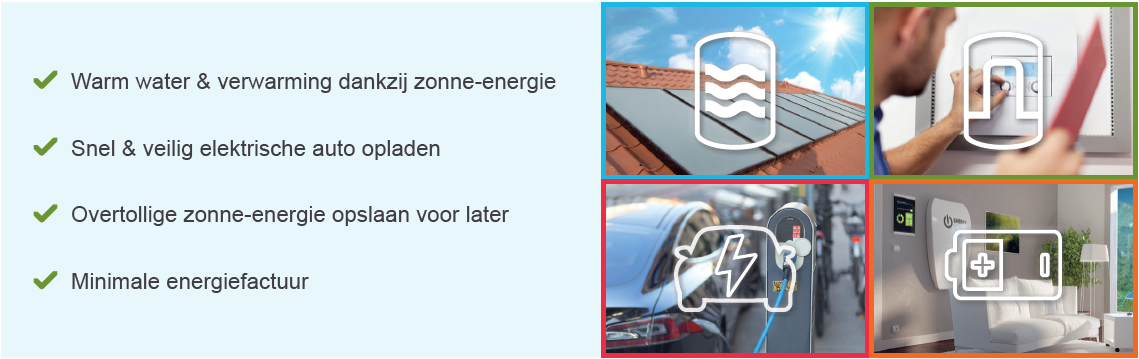 Warm water & verwarming dankzij zonne-energie
Snel & veilig elektrische auto opladen
Overtollige zonne-energie opslaan voor later
Minimale energiefactuur